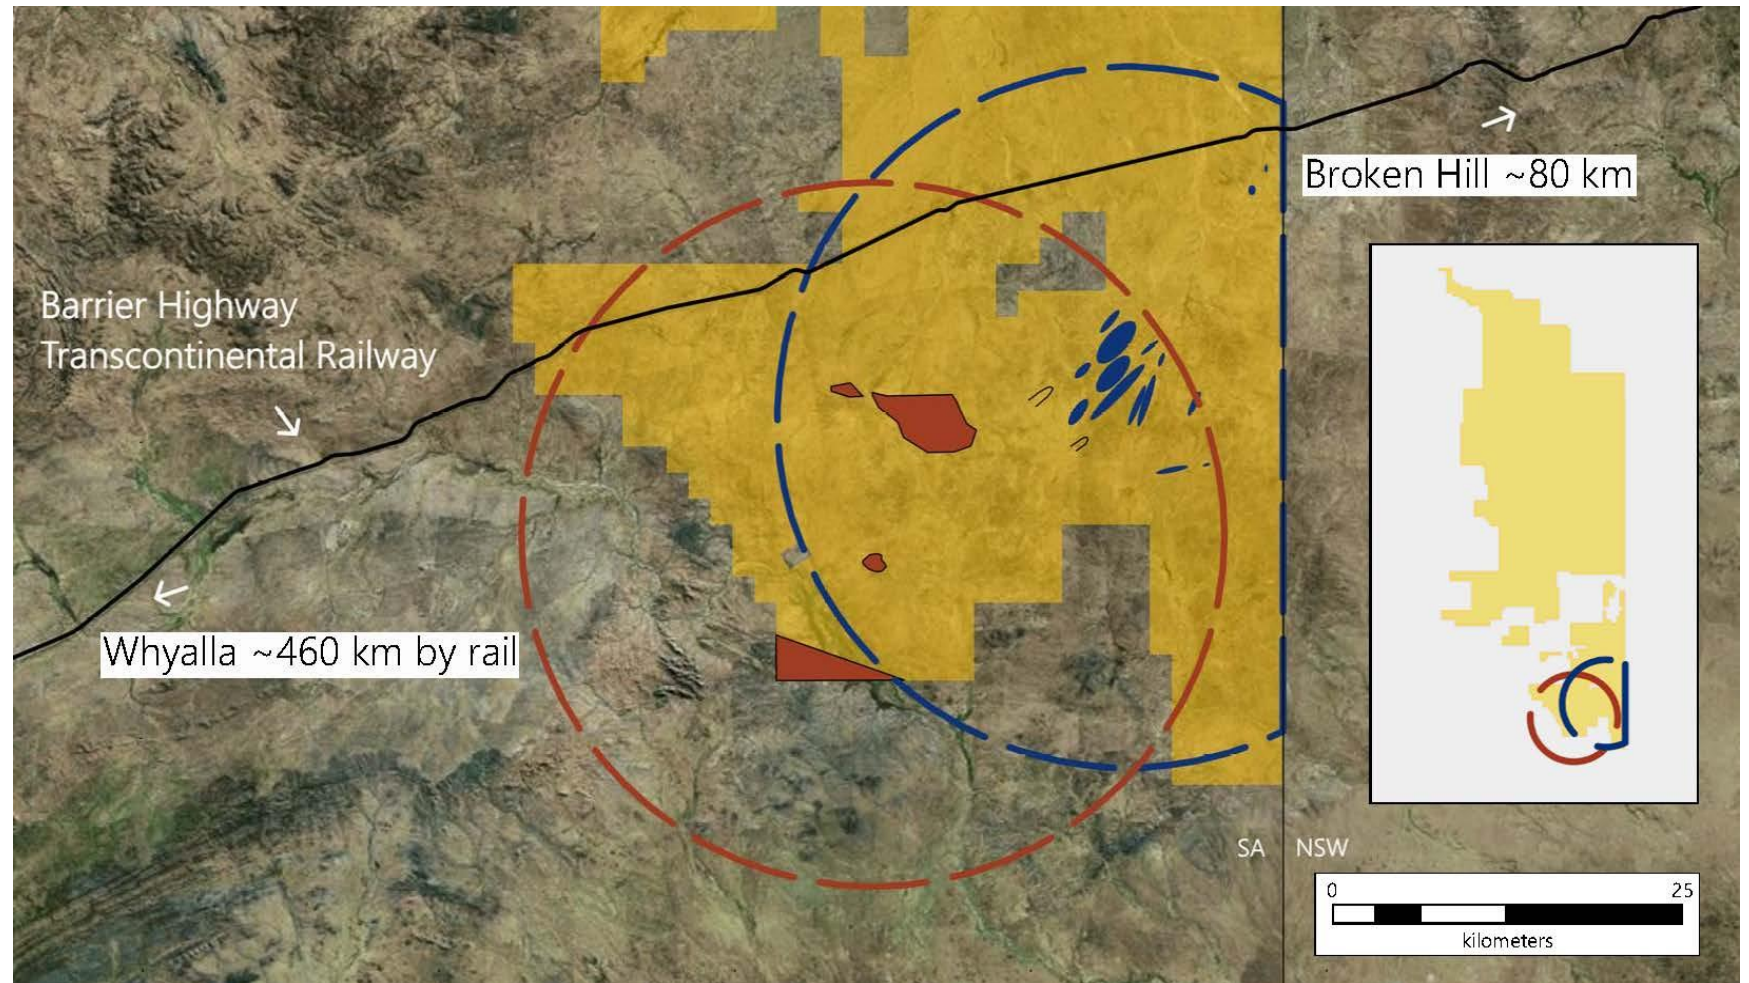 Broken Hill ~80 km
Barrier Highway
Transcontinental Railway
Whyalla ~460 km by rail
SA
NSW
0
25
kilometers